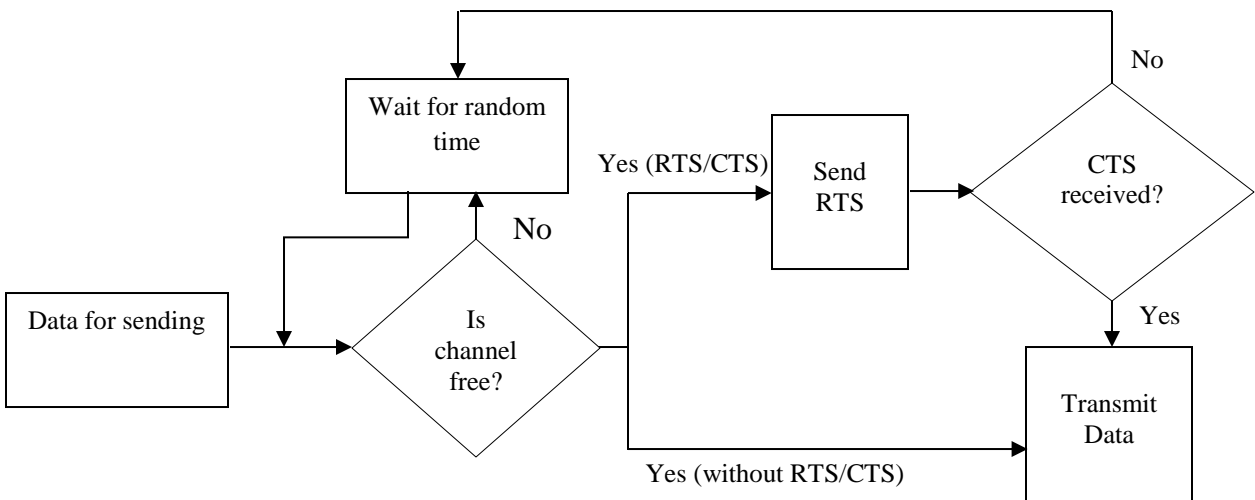 No
Wait for random
time
Yes (RTS/CTS)
Send
RTS
CTS
received?
No
Data for sending
Is
channel
free?
Yes
Transmit
Data
Yes (without RTS/CTS)